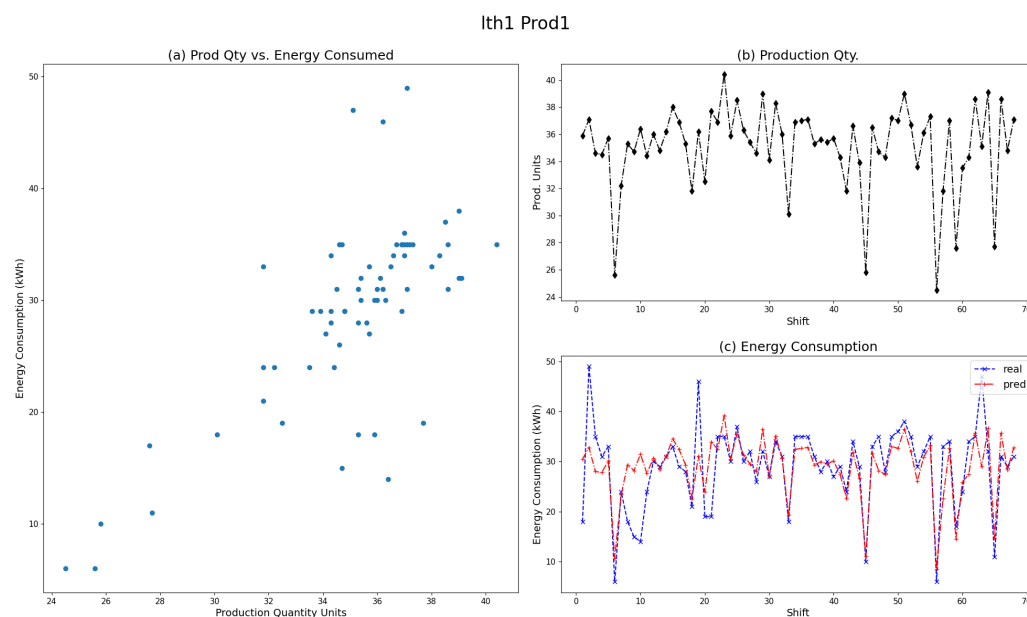 lth1 Prod1
(a) Prod Qty vs. Energy Consumed
Energy Consumption (kWh)
50
40
30
20
10
24 26 28 30 32 34 36 38 40
Production Quantity Units
(b) Production Qty.
Prod. Units
40
38
36
34
32
30
28
26
24
0 10 20 30 40 50 60 70
Shift
(c) Energy Consumption
Energy Consumption (kWh)
50
40
30
20
10
real
pred
0 10 20 30 40 50 60 70
Shift